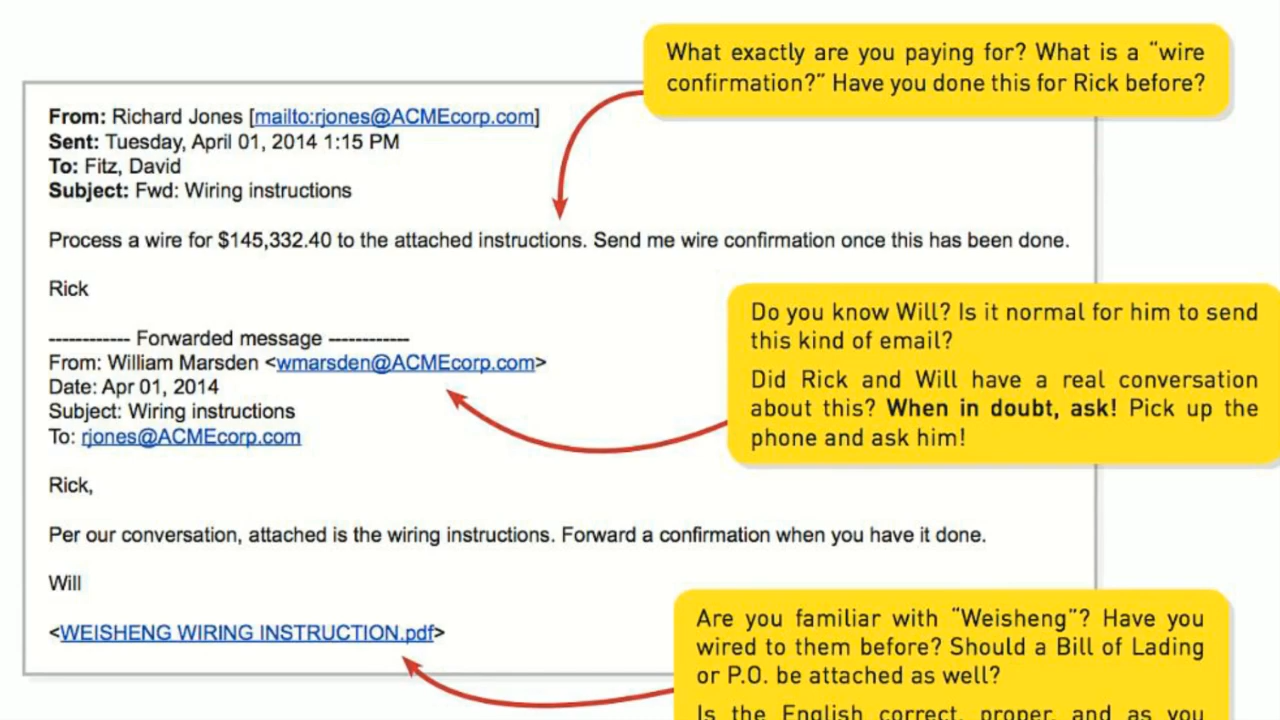 What exactly are you paying for? What is a “wire
confirmation?” Have you done this for Rick before?
From: Richard Jones [mailto:rjones@ACMEcorp.com]
Sent: Tuesday, April 01, 2014 1:15 PM
To: Fitz, David
Subject: Fwd: Wiring instructions
Process a wire for $145,332.40 to the attached instructions. Send me wire confirmation once this has been done.
Rick
------------ Forwarded message ------------
From: William Marsden <wmarsden@ACMEcorp.com>
Date: Apr 01, 2014
Subject: Wiring instructions
To: rjones@ACMEcorp.com
Do you know Will? Is it normal for him to send
this kind of email?
Did Rick and Will have a real conversation
about this? When in doubt, ask! Pick up the
phone and ask him!
Rick,
Per our conversation, attached is the wiring instructions. Forward a confirmation when you have it done.
Will
<WEISHENG WIRING INSTRUCTION.pdf>
Are you familiar with “Weisheng”? Have you
wired to them before? Should a Bill of Lading
or P.O. be attached as well?
Is the English correct, proper, and as you